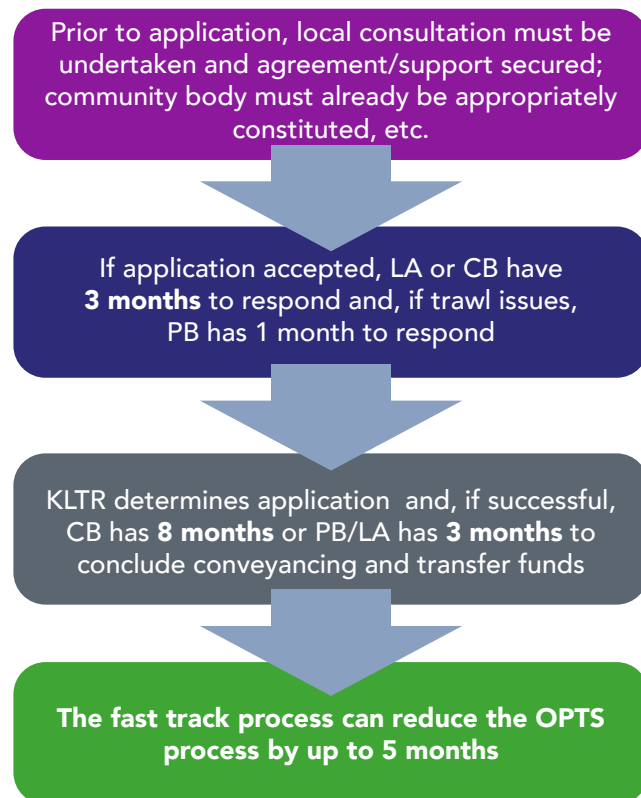 Prior to application, local consultation must be
undertaken and agreement/support secured;
community body must already be appropriately
constituted, etc.
If application accepted, LA or CB have
3 months to respond and, if trawl issues,
PB has 1 month to respond
KLTR determines application and, if successful,
CB has 8 months or PB/LA has 3 months to
conclude conveyancing and transfer funds
The fast track process can reduce the OPTS
process by up to 5 months